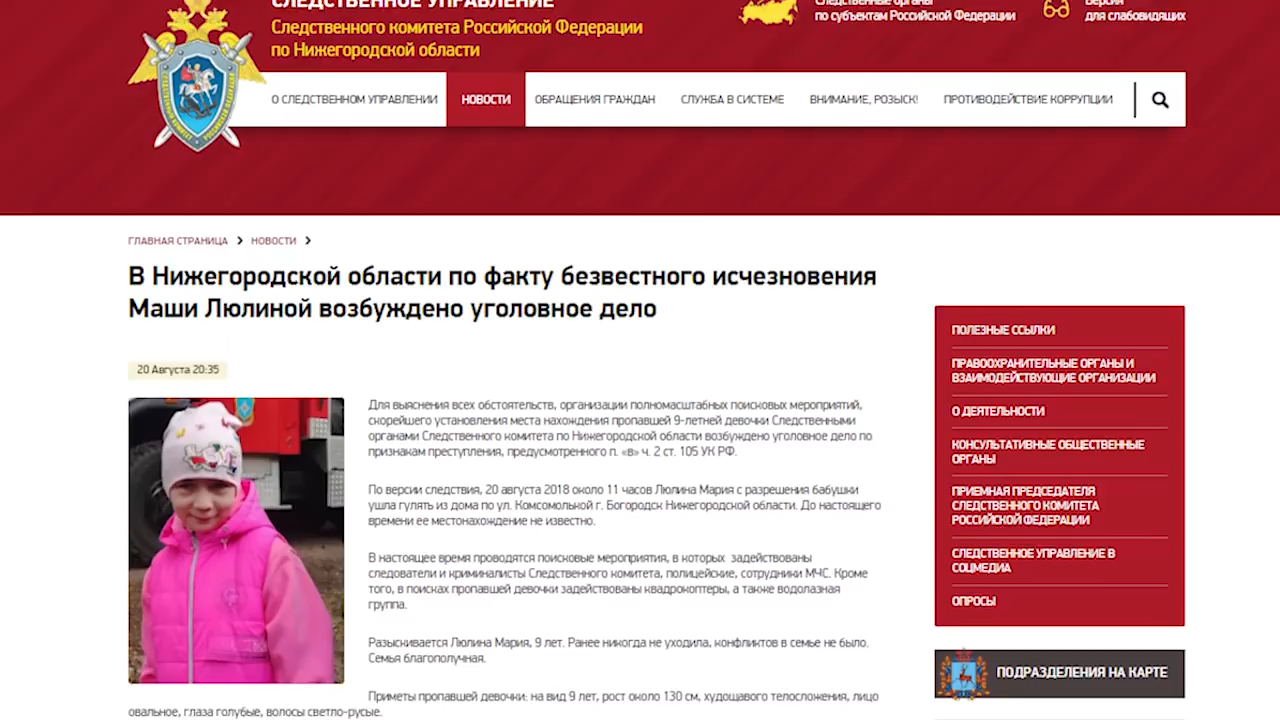 СЛЕДСТВЕННОЕ УПРАВЛЕНИЕ
Следственного комитета Российской Федерации
по Нижегородской области
Следственные органы
по субъектам Российской Федерации
Версия
для слабовидящих
О СЛЕДСТВЕННОМ УПРАВЛЕНИИ
НОВОСТИ
ОБРАЩЕНИЯ ГРАЖДАН
СЛУЖБА В СИСТЕМЕ
ВНИМАНИЕ, РОЗЫСК!
ПРОТИВОДЕЙСТВИЕ КОРРУПЦИИ
ГЛАВНАЯ СТРАНИЦА > НОВОСТИ >
В Нижегородской области по факту безвестного исчезновения
Маши Люлиной возбуждено уголовное дело
20 Августа 20:35
Для выяснения всех обстоятельств, организации полномасштабных поисковых мероприятий,
скорейшего установления места нахождения пропавшей 9-летней девочки Следственными
органами Следственного комитета по Нижегородской области возбуждено уголовное дело по
признакам преступления, предусмотренного п. «в» ч. 2 ст. 105 УК РФ.
По версии следствия, 20 августа 2018 около 11 часов Люлина Мария с разрешения бабушки
ушла гулять из дома по ул. Комсомолькой г. Богородск Нижегородской области. До настоящего
времени ее местонахождение не известно.
В настоящее время проводятся поисковые мероприятия, в которых задействованы
следователи и криминалисты Следственного комитета, полицейские, сотрудники МЧС. Кроме
того, в поисках пропавшей девочки задействованы квадрокоптеры, а также водолазная
группа.
Разыскивается Люлина Мария, 9 лет. Ранее никогда не уходила, конфликтов в семье не было.
Семья благополучная.
Приметы пропавшей девочки: на вид 9 лет, рост около 130 см, худощавого телосложения, лицо
овальное, глаза голубые, волосы светло-русые.
ПОЛЕЗНЫЕ ССЫЛКИ
ПРАВООХРАНИТЕЛЬНЫЕ ОРГАНЫ И
ВЗАИМОДЕЙСТВУЮЩИЕ ОРГАНИЗАЦИИ
О ДЕЯТЕЛЬНОСТИ
КОНСУЛЬТАТИВНЫЕ ОБЩЕСТВЕННЫЕ
ОРГАНЫ
ПРИЕМНАЯ ПРЕДСЕДАТЕЛЯ
СЛЕДСТВЕННОГО КОМИТЕТА
РОССИЙСКОЙ ФЕДЕРАЦИИ
СЛЕДСТВЕННОЕ УПРАВЛЕНИЕ В
СОЦМЕДИА
ОПРОСЫ
ПОДРАЗДЕЛЕНИЯ НА КАРТЕ